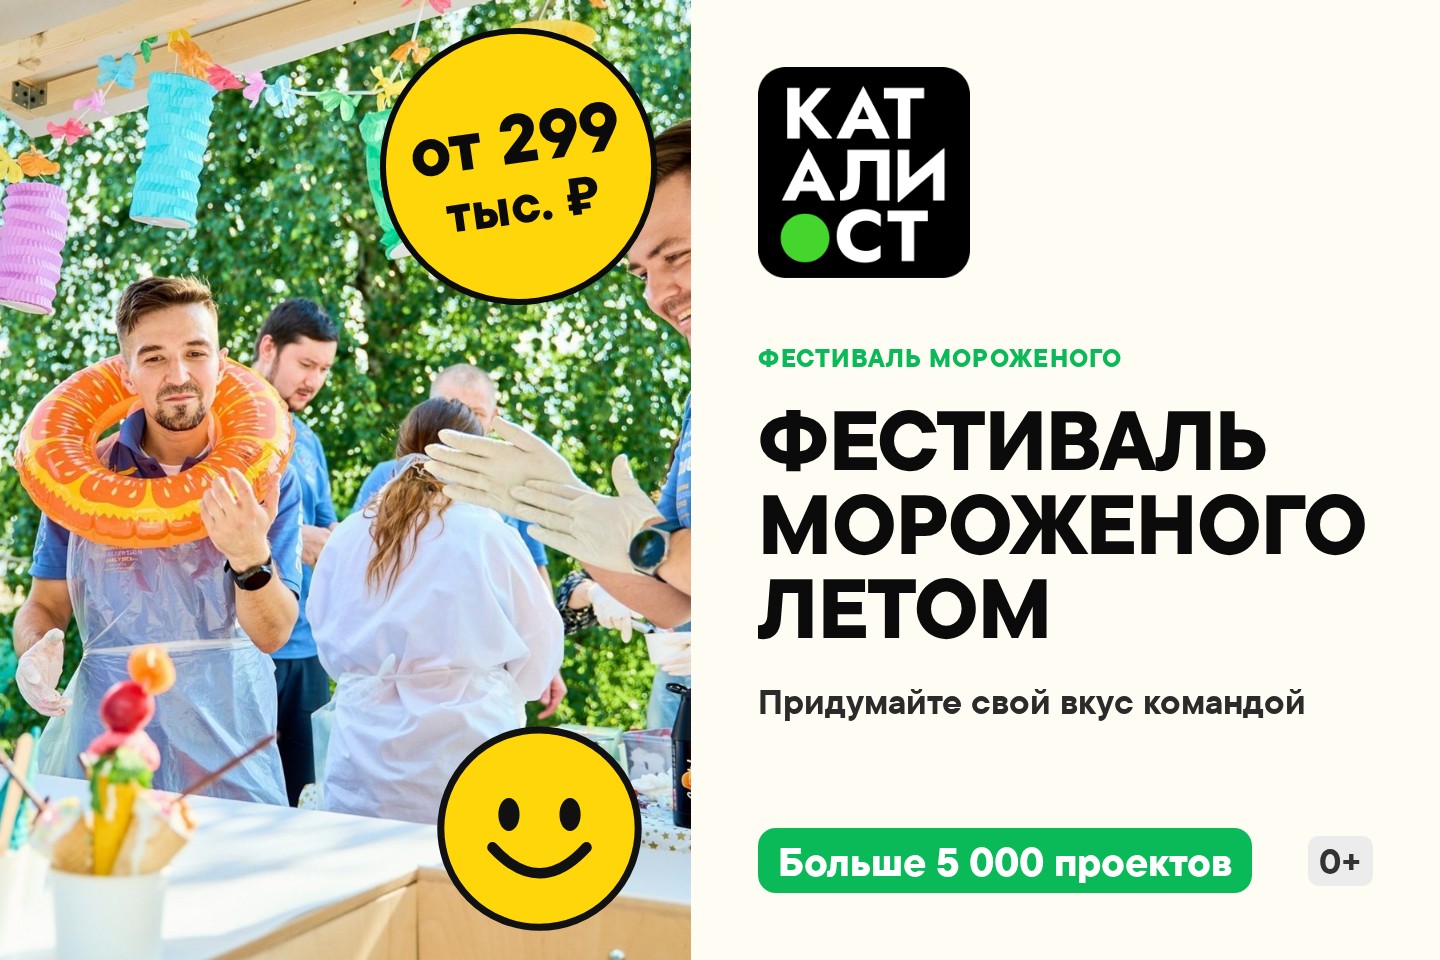 от 299
тыс. ₽
КАТ
АЛИ
СТ
ФЕСТИВАЛЬ МОРОЖЕНОГО
ФЕСТИВАЛЬ
МОРОЖЕНОГО
ЛЕТОМ
Придумайте свой вкус командой
Больше 5 000 проектов
0+